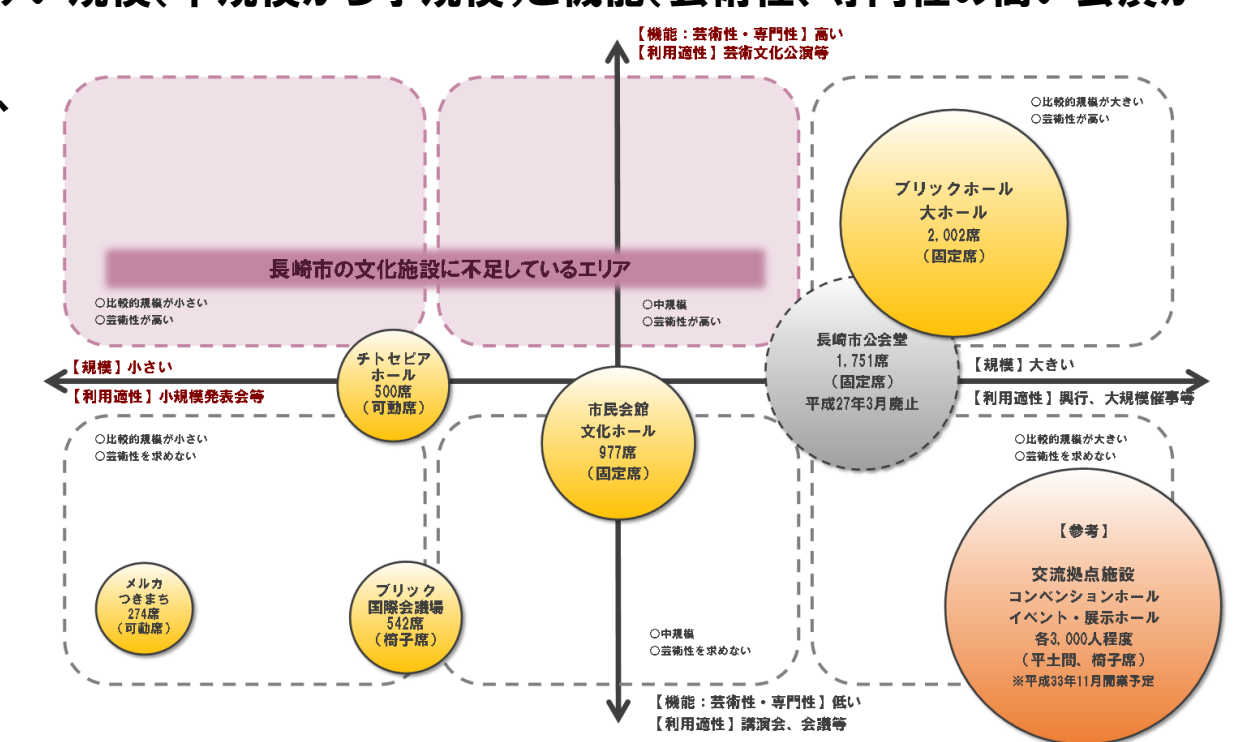 【機能：芸術性・専門性】高い
【利用適性】芸術文化公演等
○比較的規模が大きい
○芸術性が高い
ブリックホール
大ホール
2,002席
（固定席）
長崎市の文化施設に不足しているエリア
○比較的規模が小さい
○芸術性が高い
○中規模
○芸術性が高い
長崎市公会堂
1,751席
（固定席）
平成27年3月廃止
チトセピア
ホール
500席
（可動席）
【規模】小さい
【利用適性】小規模発表会等
【規模】大きい
【利用適性】興行、大規模催事等
市民会館
文化ホール
977席
（固定席）
○比較的規模が小さい
○芸術性を求めない
○比較的規模が大きい
○芸術性を求めない
【参考】
交流拠点施設
コンベンションホール
イベント・展示ホール
各3,000人程度
（平土間、椅子席）
※平成33年11月開業予定
メルカ
つきまち
274席
（可動席）
ブリック
国際会議場
542席
（椅子席）
○中規模
○芸術性を求めない
【機能：芸術性・専門性】低い
【利用適性】講演会、会議等